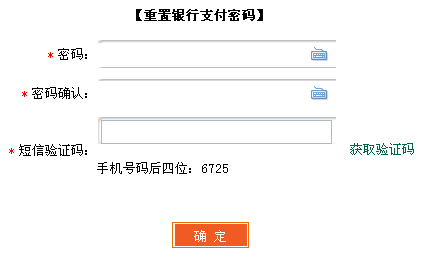 【重置银行支付密码】
* 密码：
* 密码确认：
* 短信验证码： 获取验证码
手机号码后四位：6725
确 定